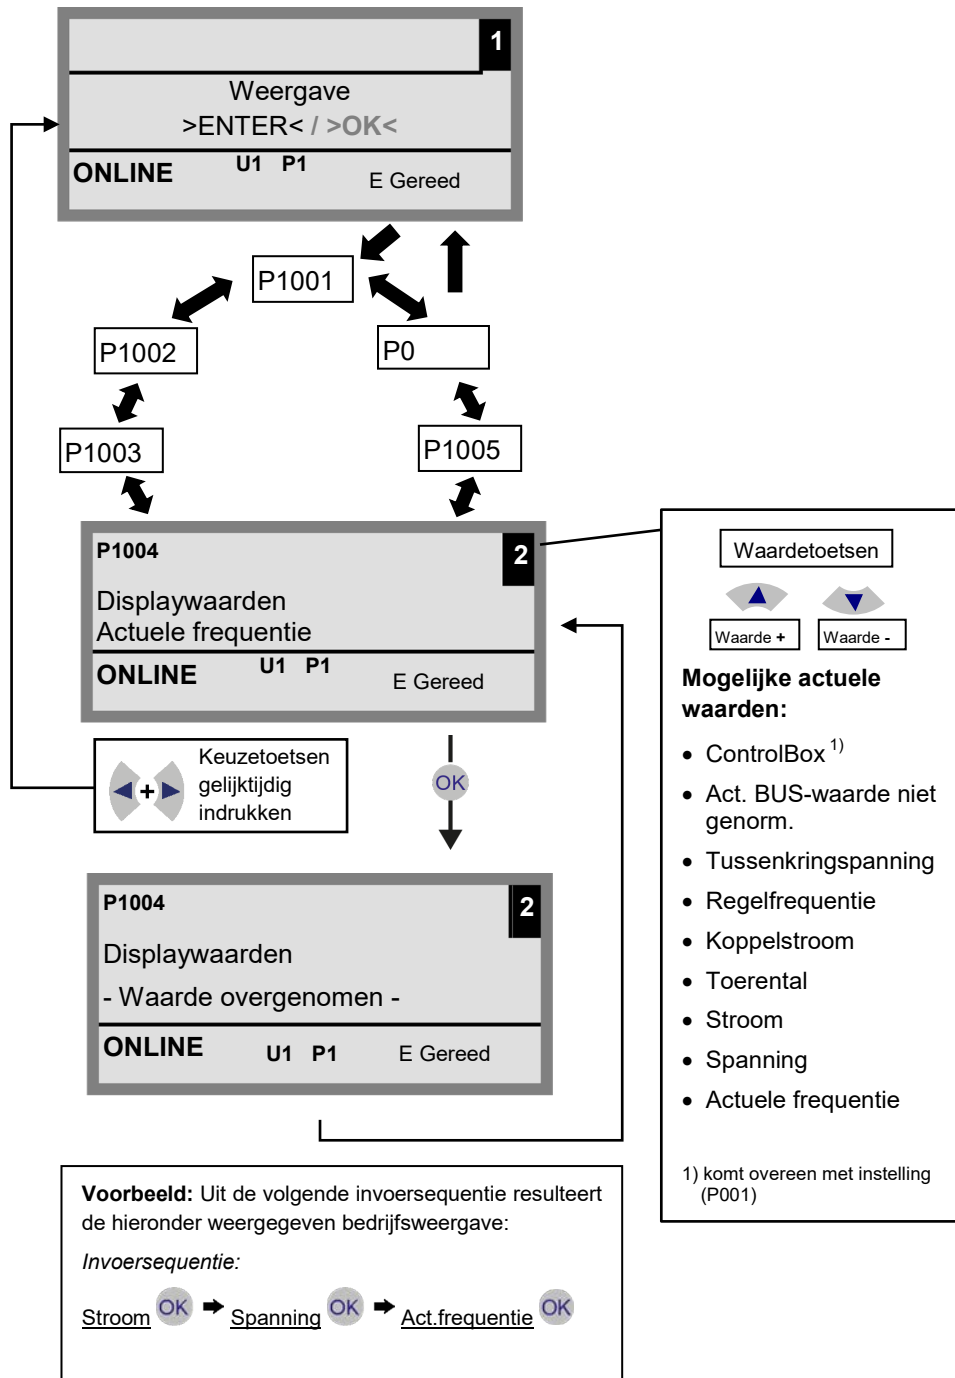 1
Weergave
>ENTER< / >OK<
ONLINE U1 P1 E Gereed
P1001
P1002
P0
P1003
P1005
P1004
2
Displaywaarden
Actuele frequentie
ONLINE U1 P1 E Gereed
+ Keuzetoetsen
gelijktijdig
indrukken
OK
P1004
2
Displaywaarden
- Waarde overgenomen -
ONLINE U1 P1 E Gereed
Waardetoetsen
Waarde + Waarde -
Mogelijke actuele
waarden:
• ControlBox 1)
• Act. BUS-waarde niet
genorm.
• Tussenkringspanning
• Regelfrequentie
• Koppelstroom
• Toerental
• Stroom
• Spanning
• Actuele frequentie
1) komt overeen met instelling
(P001)
Voorbeeld: Uit de volgende invoersequentie resulteert
de hieronder weergegeven bedrijfsweergave:
Invoersequentie:
Stroom OK ➡ Spanning OK ➡ Act.frequentie OK